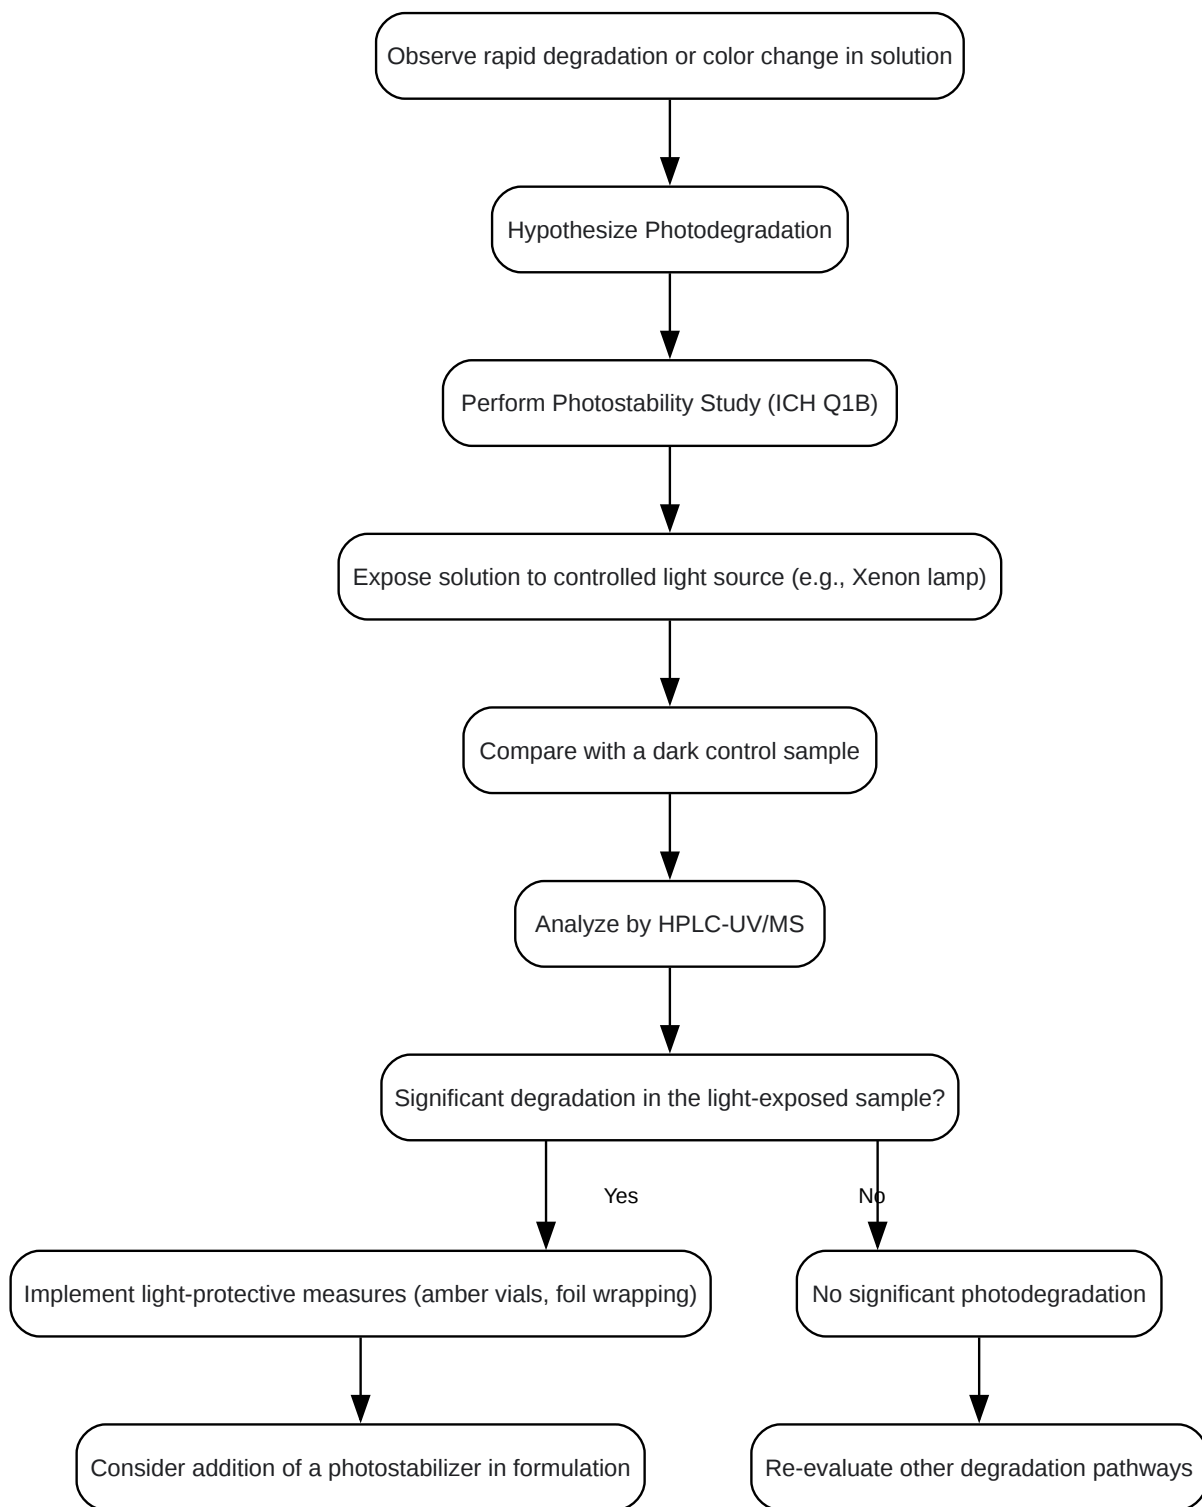 Observe rapid degradation or color change in solution
Hypothesize Photodegradation
Perform Photostability Study (ICH Q1B)
Expose solution to controlled light source (e.g., Xenon lamp)
Compare with a dark control sample
Analyze by HPLC-UV/MS
Significant degradation in the light-exposed sample?
Yes
No
Implement light-protective measures (amber vials, foil wrapping)
No significant photodegradation
Consider addition of a photostabilizer in formulation
Re-evaluate other degradation pathways